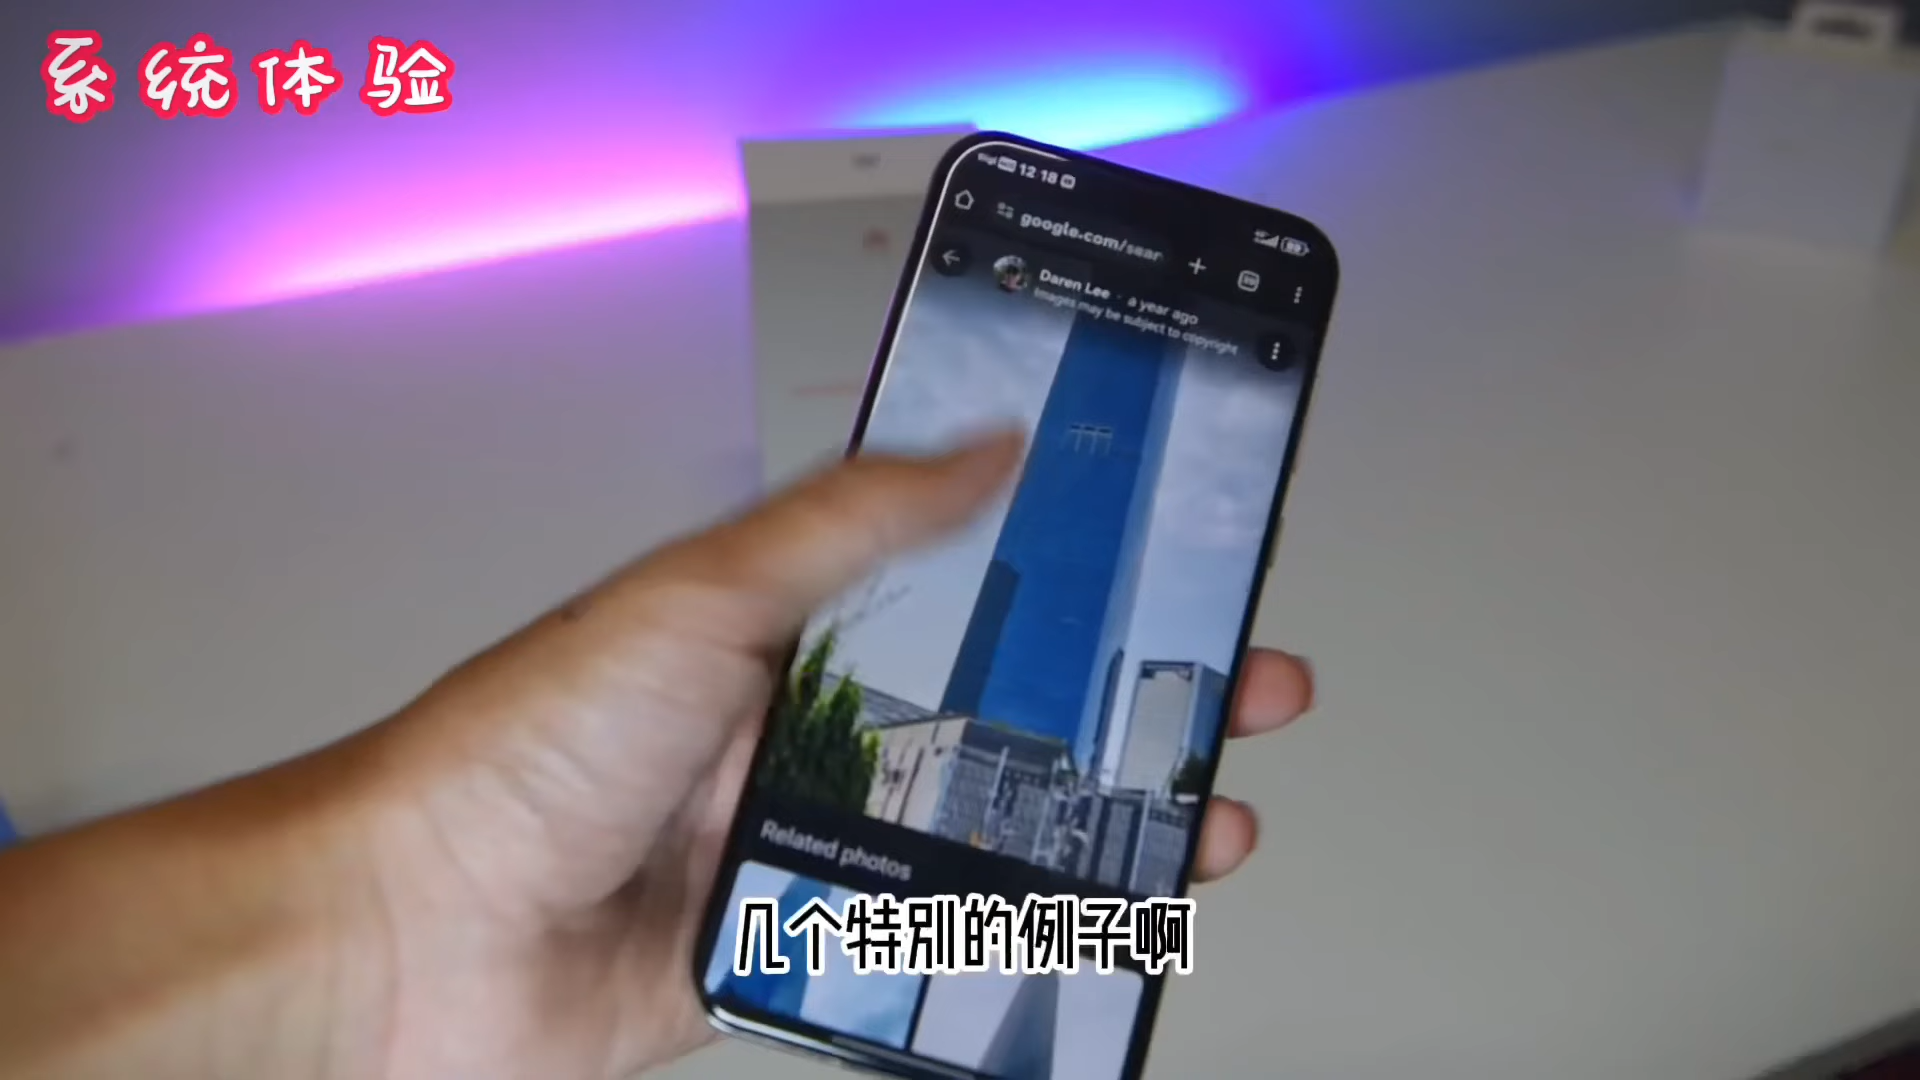 系统体验
Digi 12:18
google.com/sear
Daren Lee · a year ago
Images may be subject to copyright
Related photos
几个特别的例子啊